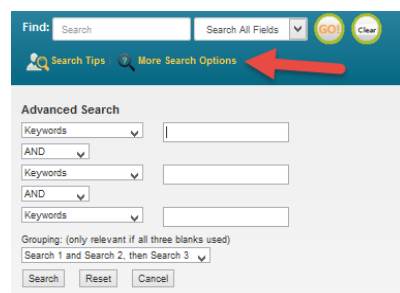 Find: Search Search All Fields GO! Clear
Search Tips More Search Options
Advanced Search
Keywords
AND
Keywords
AND
Keywords
Grouping: (only relevant if all three blanks used)
Search 1 and Search 2, then Search 3
Search Reset Cancel